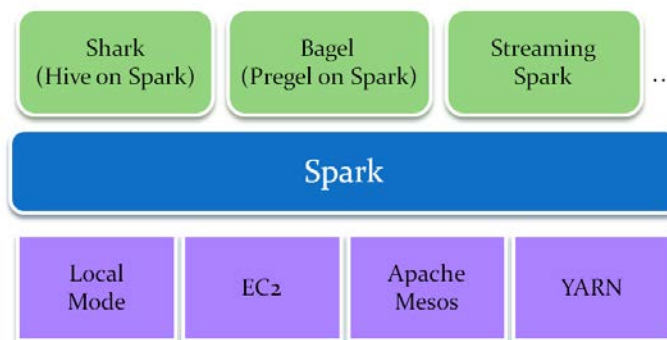 Shark
(Hive on Spark)
Bagel
(Pregel on Spark)
Streaming
Spark
...
Spark
Local
Mode
EC2
Apache
Mesos
YARN